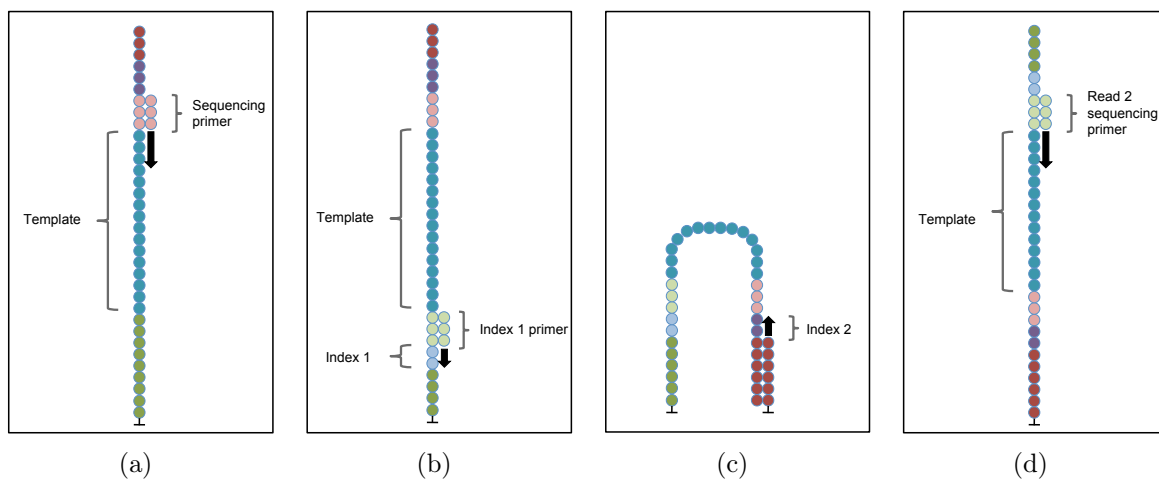 Sequencing
primer
Template
(a)
Template
Index 1 primer
Index 1
(b)
Index 2
(c)
Read 2
sequencing
primer
Template
(d)